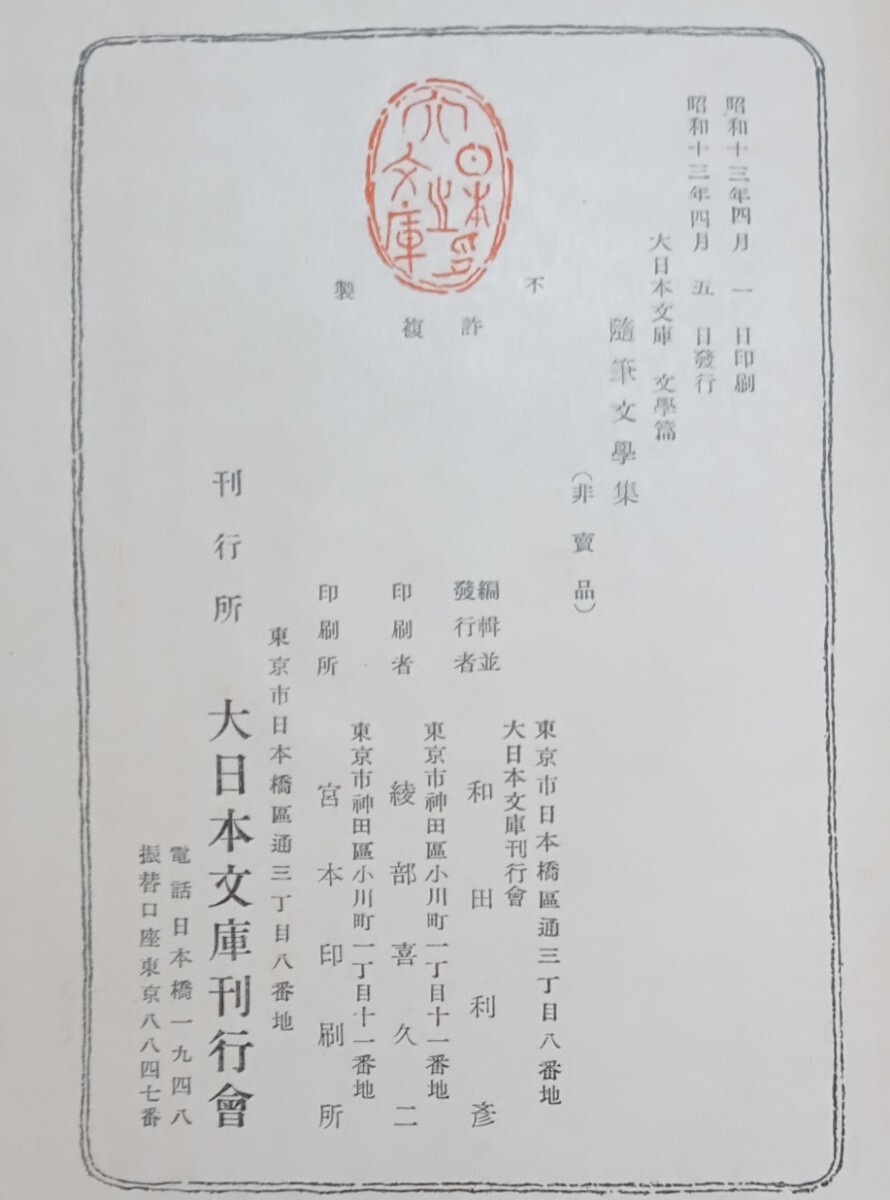 昭和十三年四月 一 日印刷
昭和十三年四月 五 日發行
大日本文庫 文學篇
隨筆文學集
(非賣品)
不許複製
大日本文庫之印
東京市日本橋區通三丁目八番地
大日本文庫刊行會
編輯並
發行者
和田利彥
東京市神田區小川町一丁目十一番地
印刷者 綾部喜久二
東京市神田區小川町一丁目十一番地
印刷所 宮本印刷所
東京市日本橋區通三丁目八番地
刊行所 大日本文庫刊行會
電話日本橋一九四八
振替口座東京八八四七番